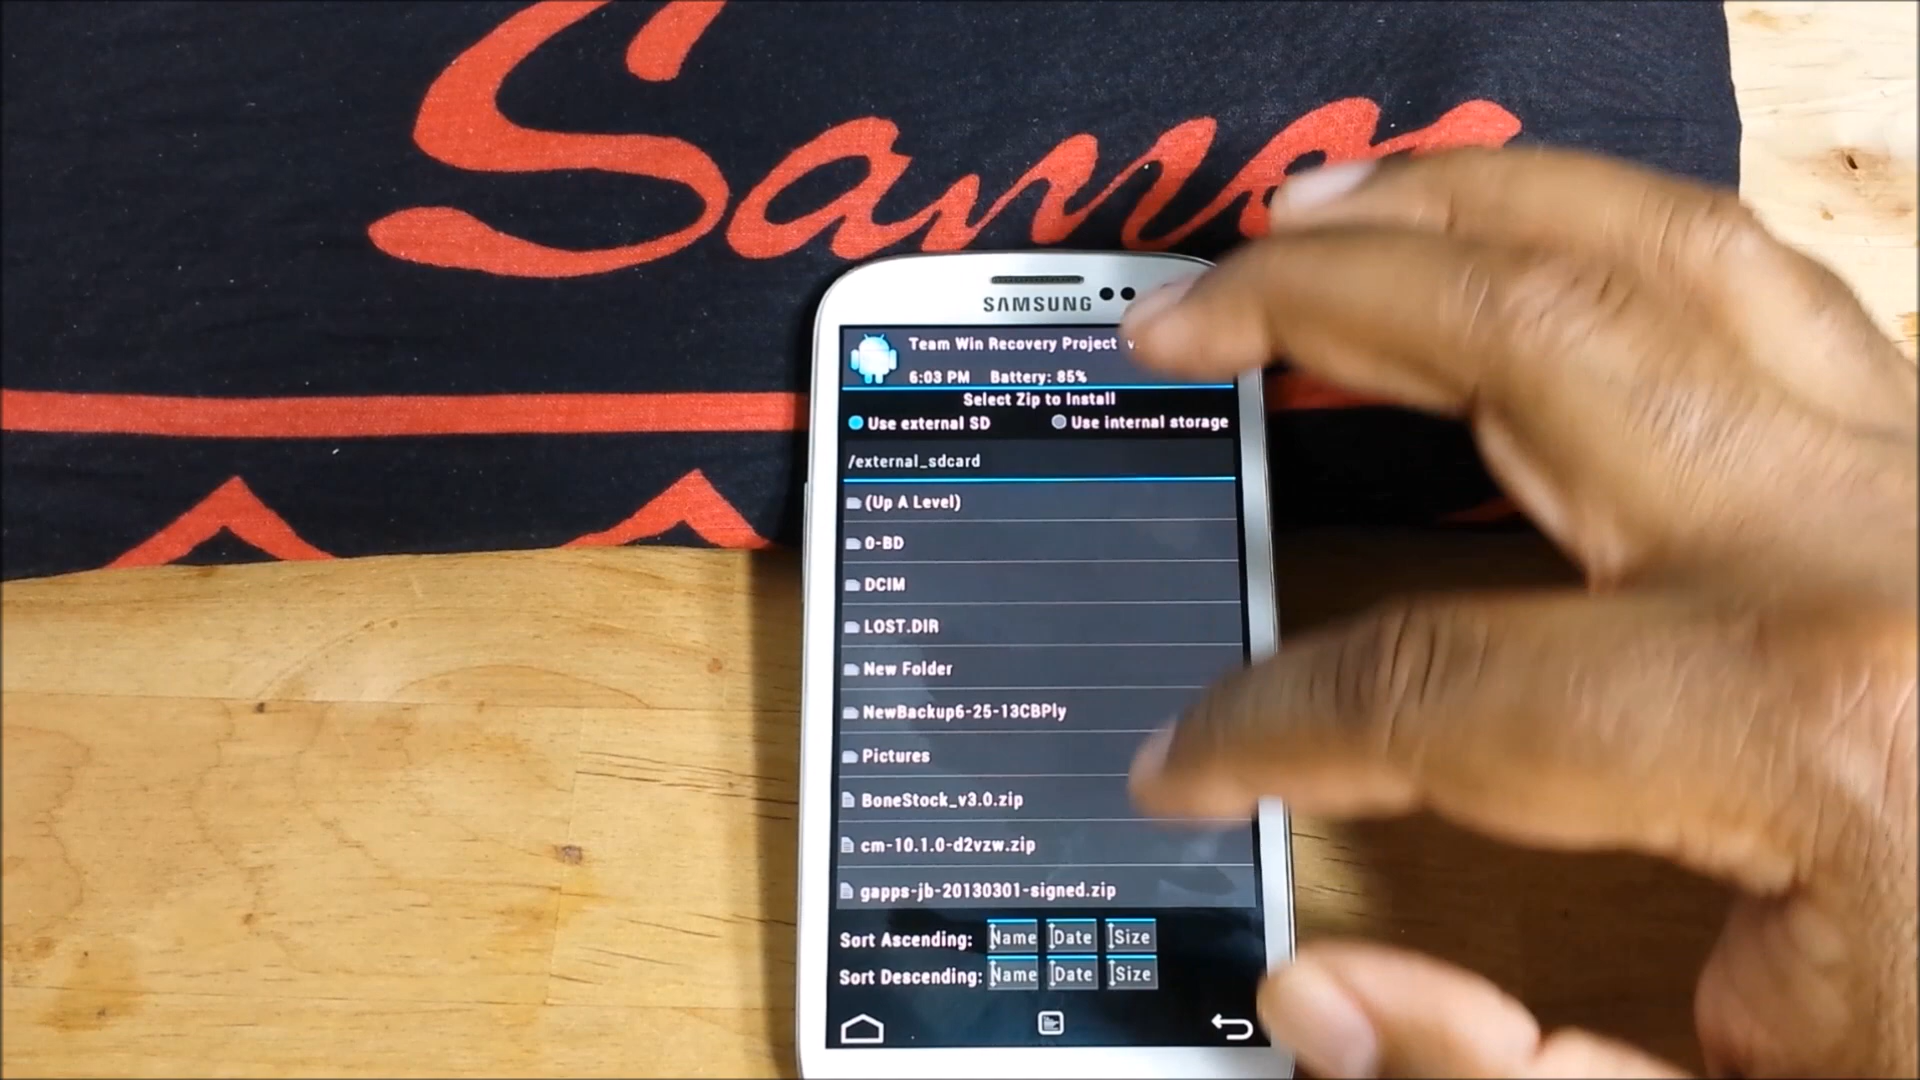 Samo
SAMSUNG
Team Win Recovery Project
6:03 PM Battery: 85%
Select Zip to Install
Use external SD Use internal storage
/external_sdcard
(Up A Level)
0-BD
DCIM
LOST.DIR
New Folder
NewBackup6-25-13CBPly
Pictures
BoneStock_v3.0.zip
cm-10.1.0-d2vzw.zip
gapps-jb-20130301-signed.zip
Sort Ascending: Name Date Size
Sort Descending: Name Date Size